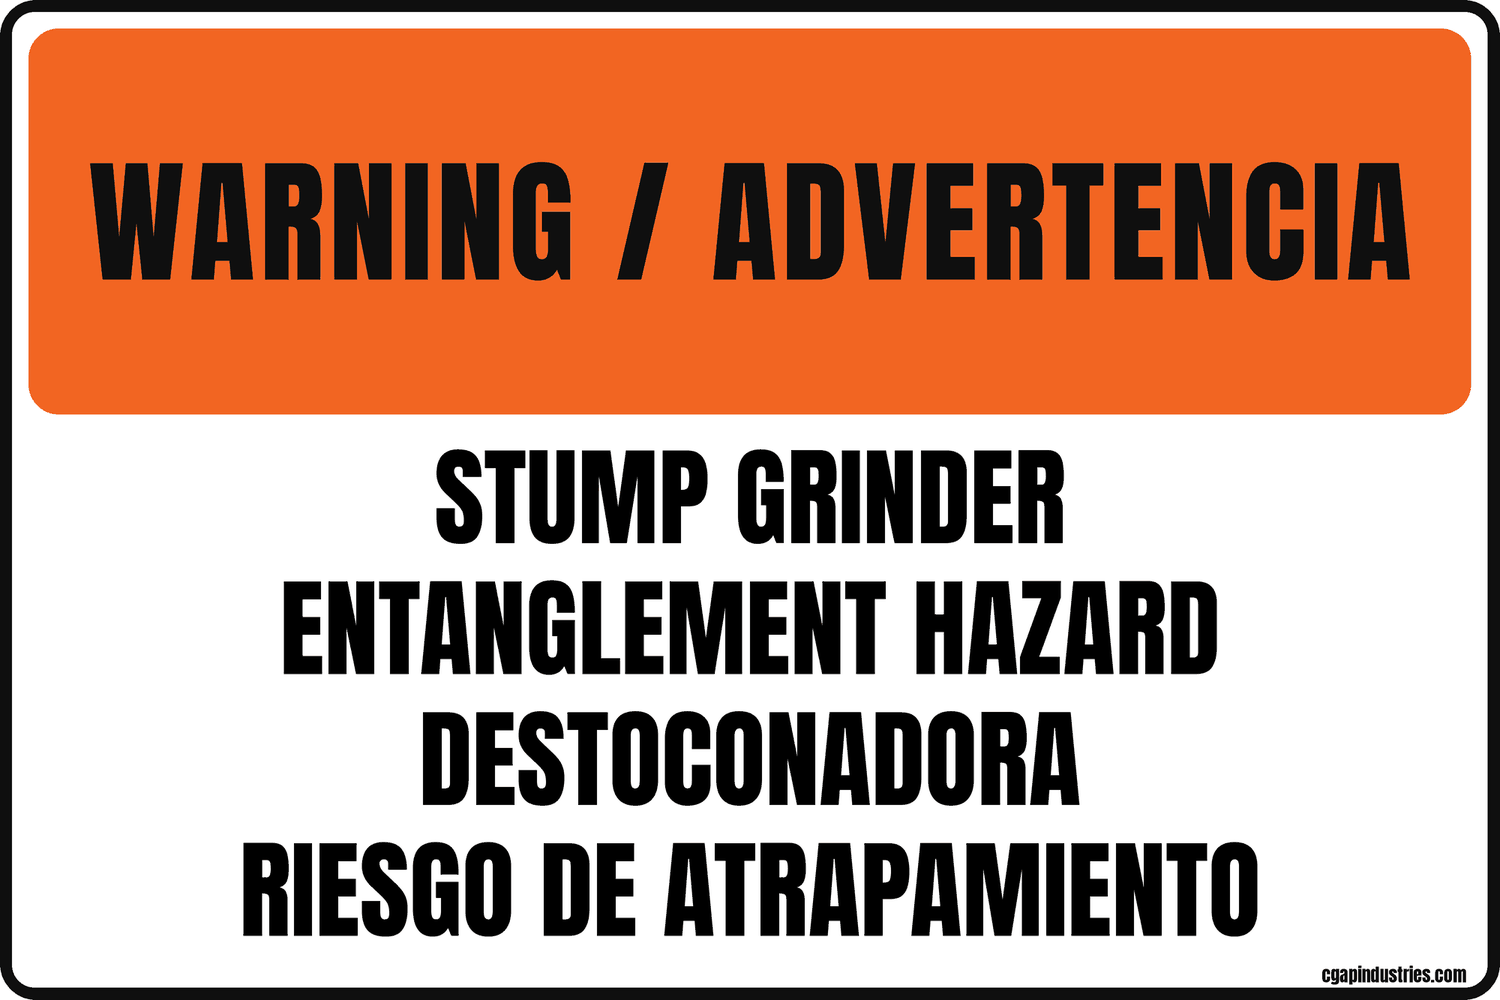 WARNING / ADVERTENCIA
STUMP GRINDER
ENTANGLEMENT HAZARD
DESTOCONADORA
RIESGO DE ATRAPAMIENTO
cgapindustries.com